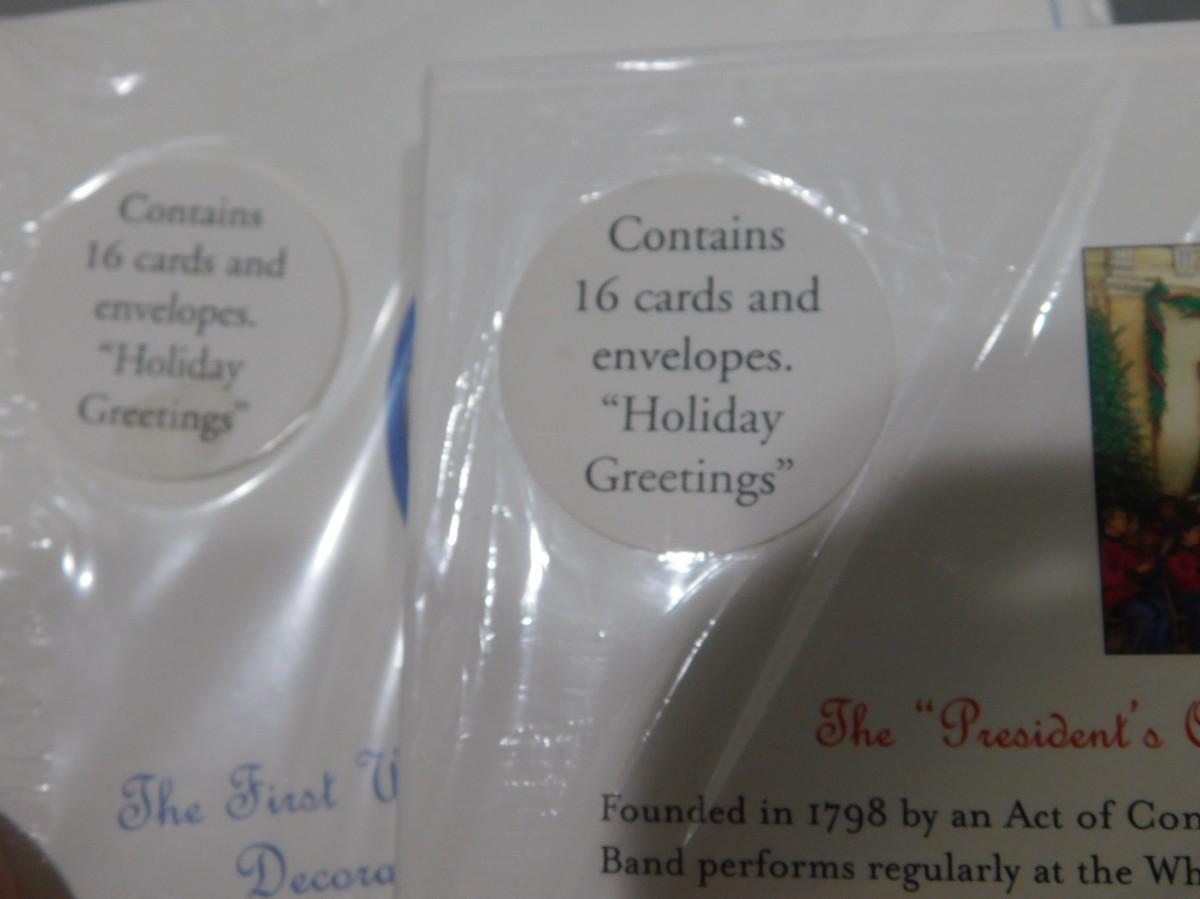 Contains
16 cards and
envelopes.
“Holiday
Greetings”
The First
Decora
Contains
16 cards and
envelopes.
“Holiday
Greetings”
The “President’s
Founded in 1798 by an Act of Con
Band performs regularly at the Wh